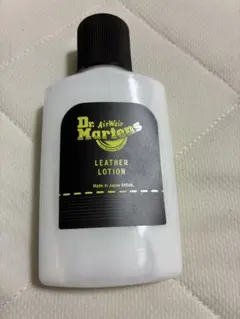 Dr.
AirWair
Martens
LEATHER
LOTION
Made in Japan